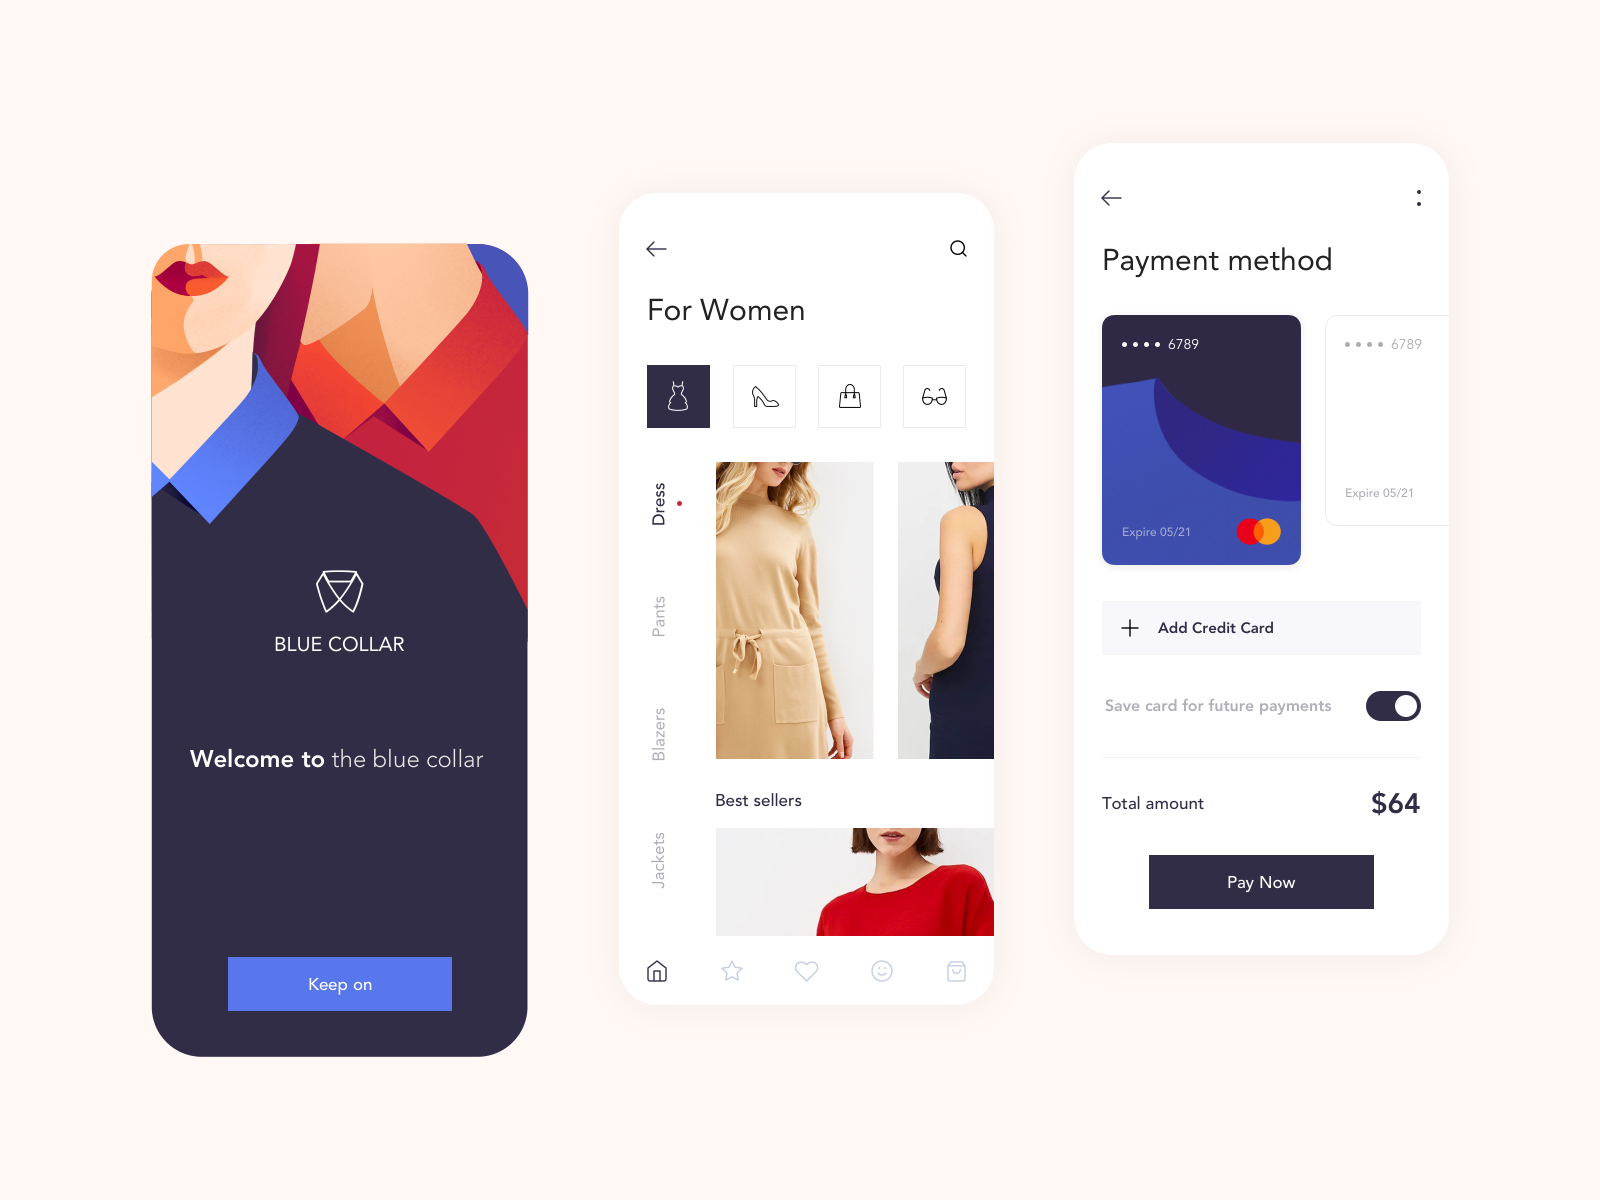 BLUE COLLAR
Welcome to the blue collar
Keep on
For Women
Dress
Pants
Blazers
Jackets
Best sellers
Payment method
•••• 6789
Expire 05/21
•••• 6789
Expire 05/21
Add Credit Card
Save card for future payments
Total amount
$64
Pay Now